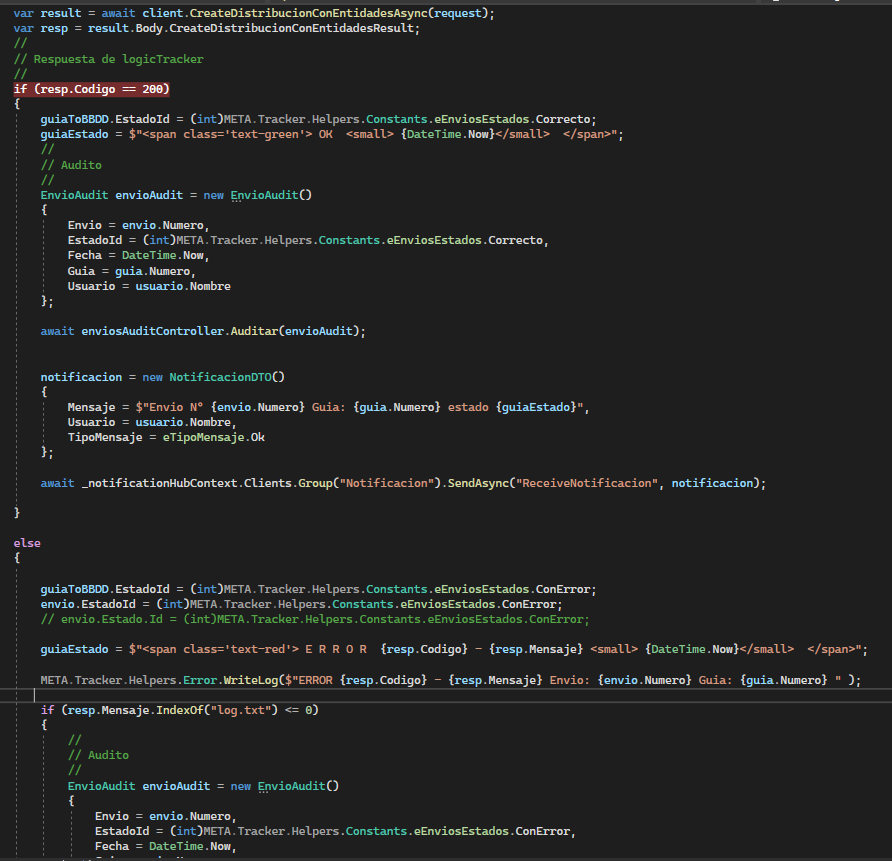 var result = await client.CreateDistribucionConEntidadesAsync(request);
var resp = result.Body.CreateDistribucionConEntidadesResult;
//
// Respuesta de logicTracker
//
if (resp.Codigo == 200)
{
guiaToBBDD.EstadoId = (int)META.Tracker.Helpers.Constants.eEnviosEstados.Correcto;
guiaEstado = $"<span class='text-green'> OK  <small> {DateTime.Now}</small>  </span>";
//
// Audito
//
EnvioAudit envioAudit = new EnvioAudit()
{
Envio = envio.Numero,
EstadoId = (int)META.Tracker.Helpers.Constants.eEnviosEstados.Correcto,
Fecha = DateTime.Now,
Guia = guia.Numero,
Usuario = usuario.Nombre
};
await enviosAuditController.Auditar(envioAudit);
notificacion = new NotificacionDTO()
{
Mensaje = $"Envio N° {envio.Numero} Guia: {guia.Numero} estado {guiaEstado}",
Usuario = usuario.Nombre,
TipoMensaje = eTipoMensaje.Ok
};
await _notificationHubContext.Clients.Group("Notificacion").SendAsync("ReceiveNotificacion", notificacion);
}
else
{
guiaToBBDD.EstadoId = (int)META.Tracker.Helpers.Constants.eEnviosEstados.ConError;
envio.EstadoId = (int)META.Tracker.Helpers.Constants.eEnviosEstados.ConError;
// envio.Estado.Id = (int)META.Tracker.Helpers.Constants.eEnviosEstados.ConError;
guiaEstado = $"<span class='text-red'> E R R O R  {resp.Codigo} - {resp.Mensaje} <small> {DateTime.Now}</small>  </span>";
META.Tracker.Helpers.Error.WriteLog($"ERROR {resp.Codigo} - {resp.Mensaje} Envio: {envio.Numero} Guia: {guia.Numero} " );
if (resp.Mensaje.IndexOf("log.txt") <= 0)
{
//
// Audito
//
EnvioAudit envioAudit = new EnvioAudit()
{
Envio = envio.Numero,
EstadoId = (int)META.Tracker.Helpers.Constants.eEnviosEstados.ConError,
Fecha = DateTime.Now,